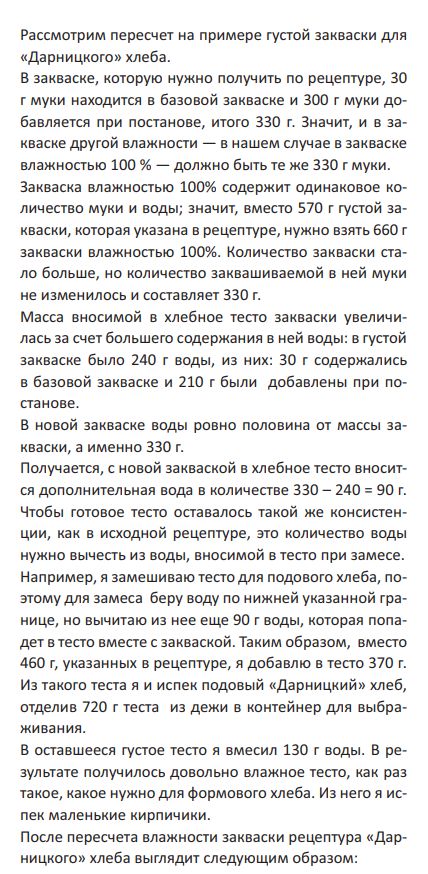 Рассмотрим пересчет на примере густой закваски для
«Дарницкого» хлеба.
В закваске, которую нужно получить по рецептуре, 30
г муки находится в базовой закваске и 300 г муки до-
бавляется при постанове, итого 330 г. Значит, и в за-
кваске другой влажности — в нашем случае в закваске
влажностью 100 % — должно быть те же 330 г муки.
Закваска влажностью 100% содержит одинаковое ко-
личество муки и воды; значит, вместо 570 г густой за-
кваски, которая указана в рецептуре, нужно взять 660 г
закваски влажностью 100%. Количество закваски ста-
ло больше, но количество заквашиваемой в ней муки
не изменилось и составляет 330 г.
Масса вносимой в хлебное тесто закваски увеличи-
лась за счет большего содержания в ней воды: в густой
закваске было 240 г воды, из них: 30 г содержались
в базовой закваске и 210 г были добавлены при по-
станове.
В новой закваске воды ровно половина от массы за-
кваски, а именно 330 г.
Получается, с новой закваской в хлебное тесто вносит-
ся дополнительная вода в количестве 330 – 240 = 90 г.
Чтобы готовое тесто оставалось такой же консистен-
ции, как в исходной рецептуре, это количество воды
нужно вычесть из воды, вносимой в тесто при замесе.
Например, я замешиваю тесто для подового хлеба, по-
этому для замеса беру воду по нижней указанной гра-
нице, но вычитаю из нее еще 90 г воды, которая попа-
дет в тесто вместе с закваской. Таким образом, вместо
460 г, указанных в рецептуре, я добавлю в тесто 370 г.
Из такого теста я и испек подовый «Дарницкий» хлеб,
отделив 720 г теста из дежи в контейнер для выбра-
живания.
В оставшееся густое тесто я вмесил 130 г воды. В ре-
зультате получилось довольно влажное тесто, как раз
такое, какое нужно для формового хлеба. Из него я ис-
пек маленькие кирпичики.
После пересчета влажности закваски рецептура «Дар-
ницкого» хлеба выглядит следующим образом: